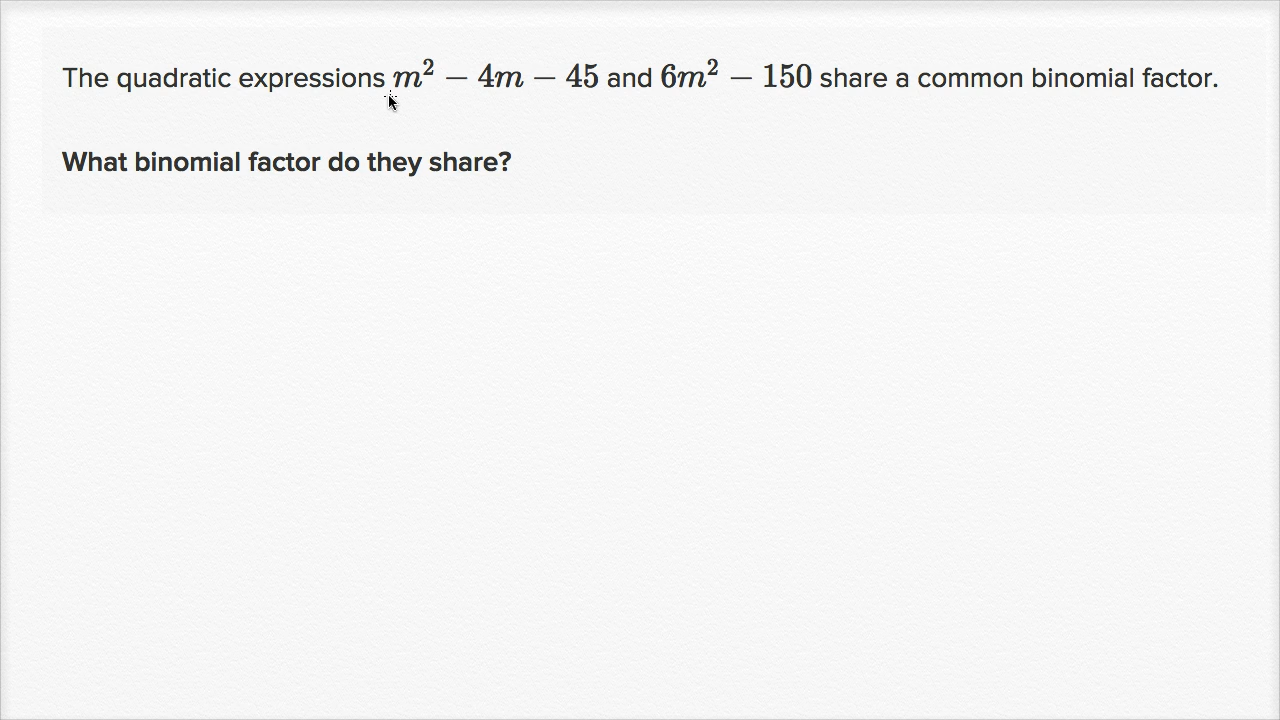 The quadratic expressions m² − 4m − 45 and 6m² − 150 share a common binomial factor.
What binomial factor do they share?